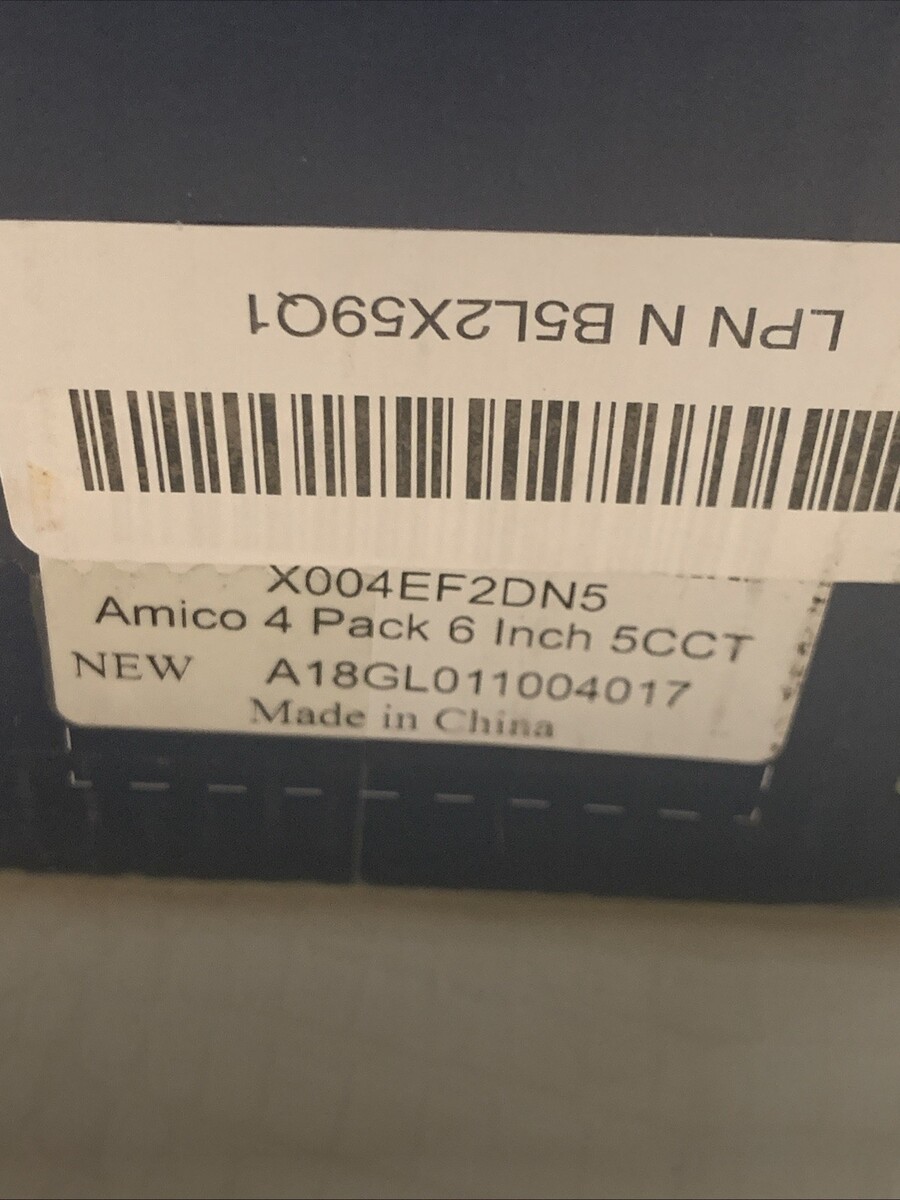 LPN N B5L2X59Q1
X004EF2DN5
Amico 4 Pack 6 Inch 5CCT
NEW A18GL011004017
Made in China